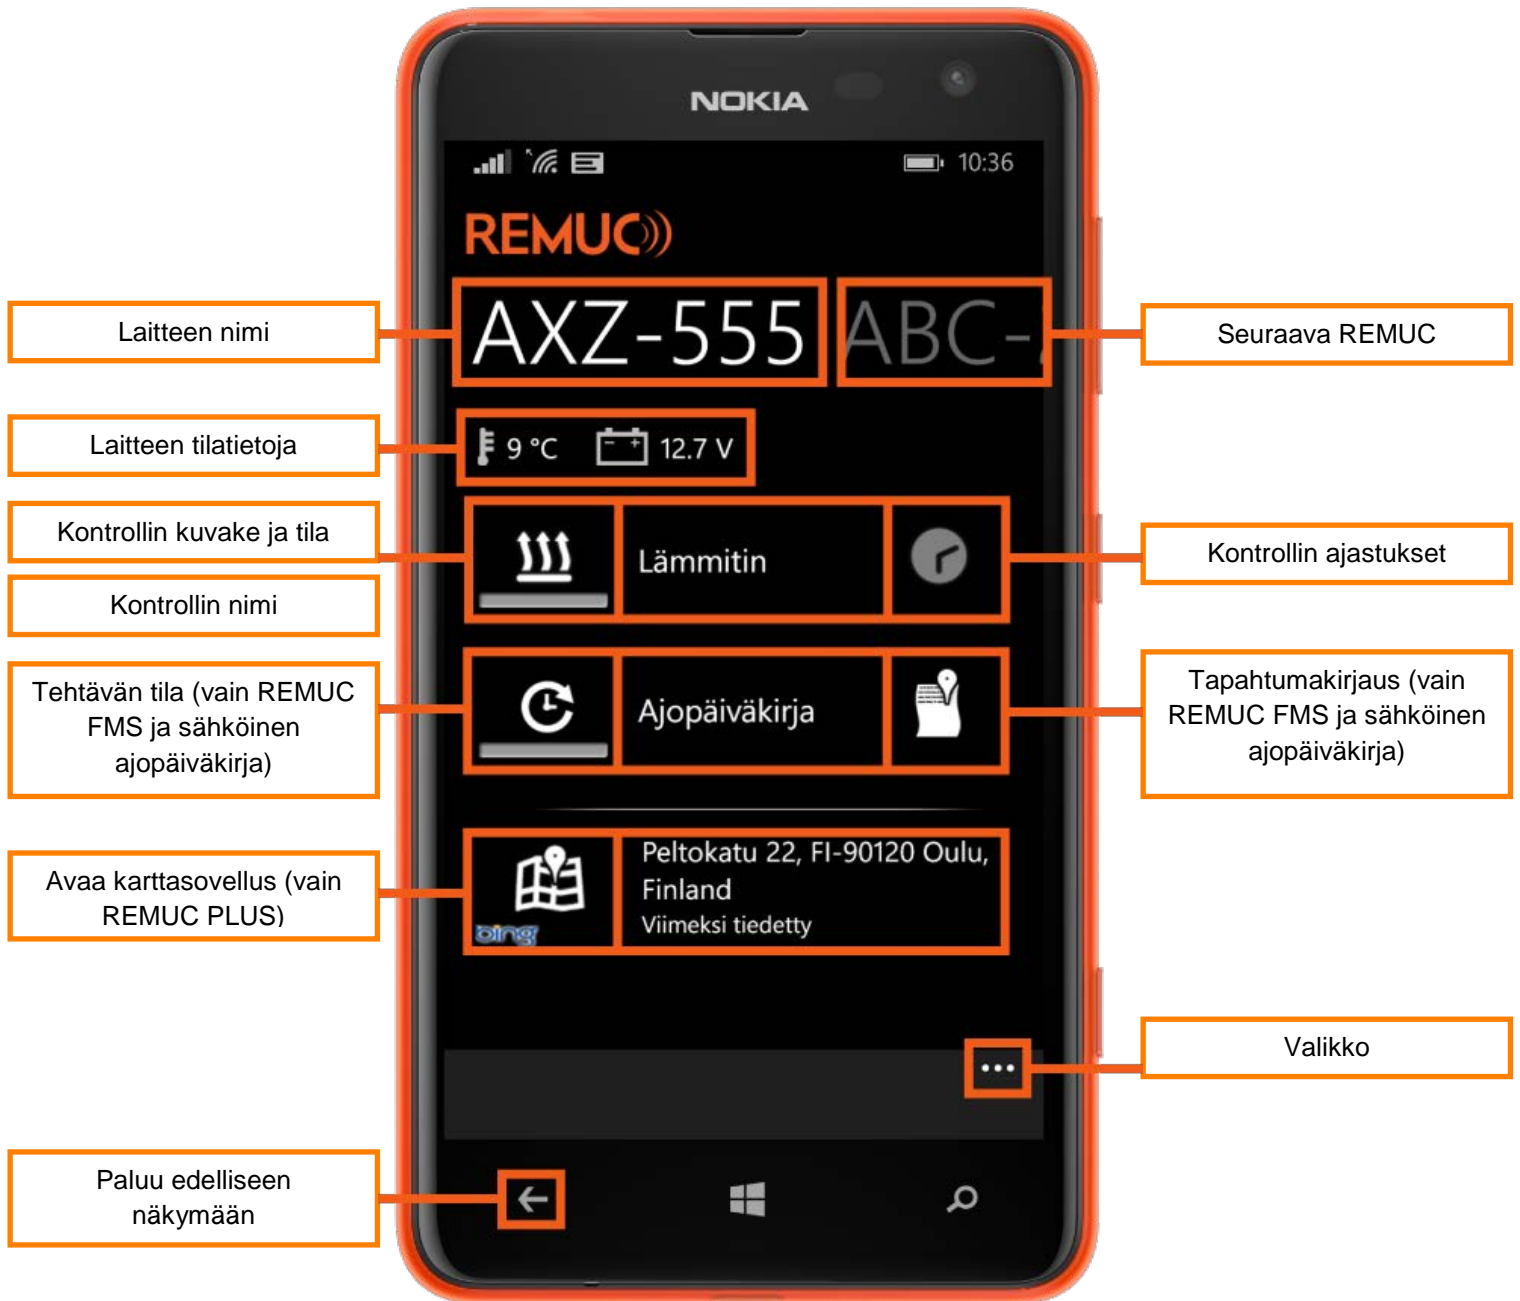 NOKIA
10:36
REMUC
AXZ-555
ABC-
Laitteen nimi
Seuraava REMUC
Laitteen tilatietoja
9 °C
12.7 V
Kontrollin kuvake ja tila
Lämmitin
Kontrollin ajastukset
Kontrollin nimi
Tehtävän tila (vain REMUC
FMS ja sähköinen
ajopäiväkirja)
Ajopäiväkirja
Tapahtumakirjaus (vain
REMUC FMS ja sähköinen
ajopäiväkirja)
Avaa karttasovellus (vain
REMUC PLUS)
bing
Peltokatu 22, FI-90120 Oulu,
Finland
Viimeksi tiedetty
Valikko
Paluu edelliseen
näkymään